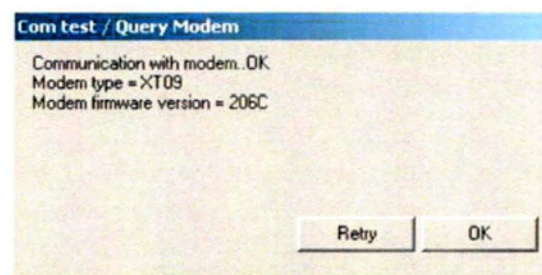 Com test / Query Modem
Communication with modem..OK
Modem type = XT09
Modem firmware version = 206C
Retry
OK